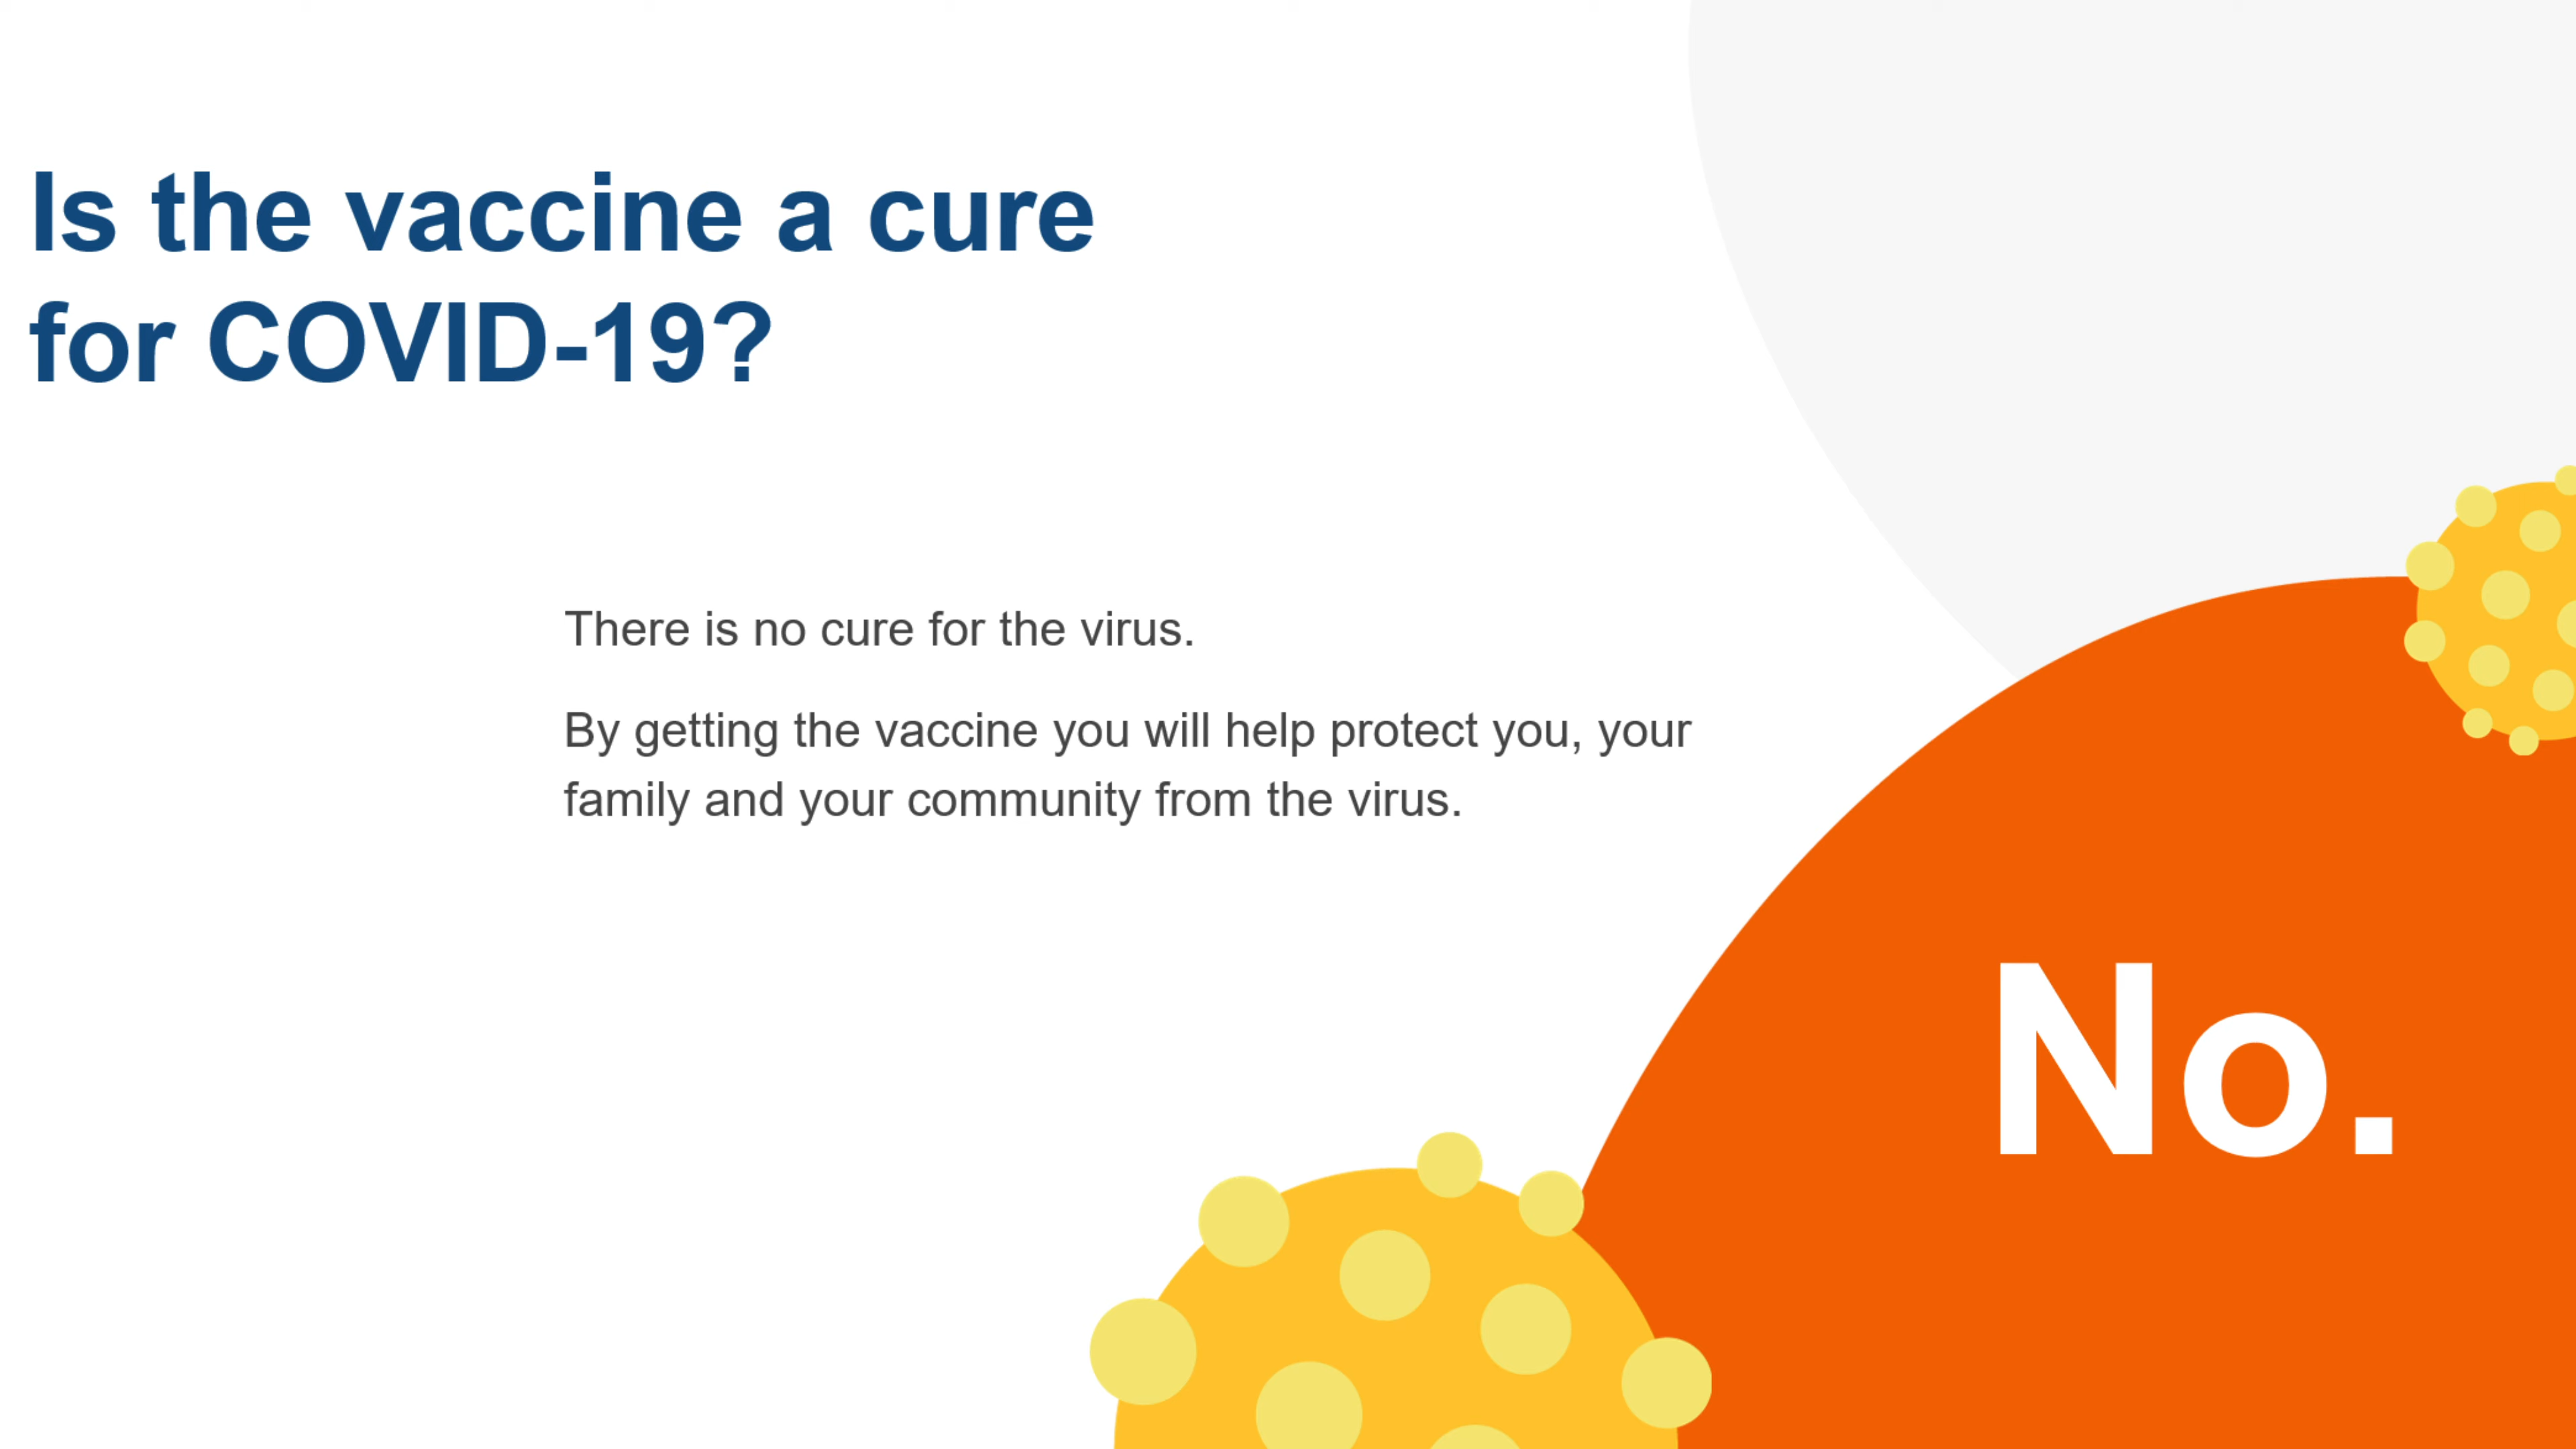 Is the vaccine a cure
for COVID-19?
There is no cure for the virus.
By getting the vaccine you will help protect you, your
family and your community from the virus.
No.